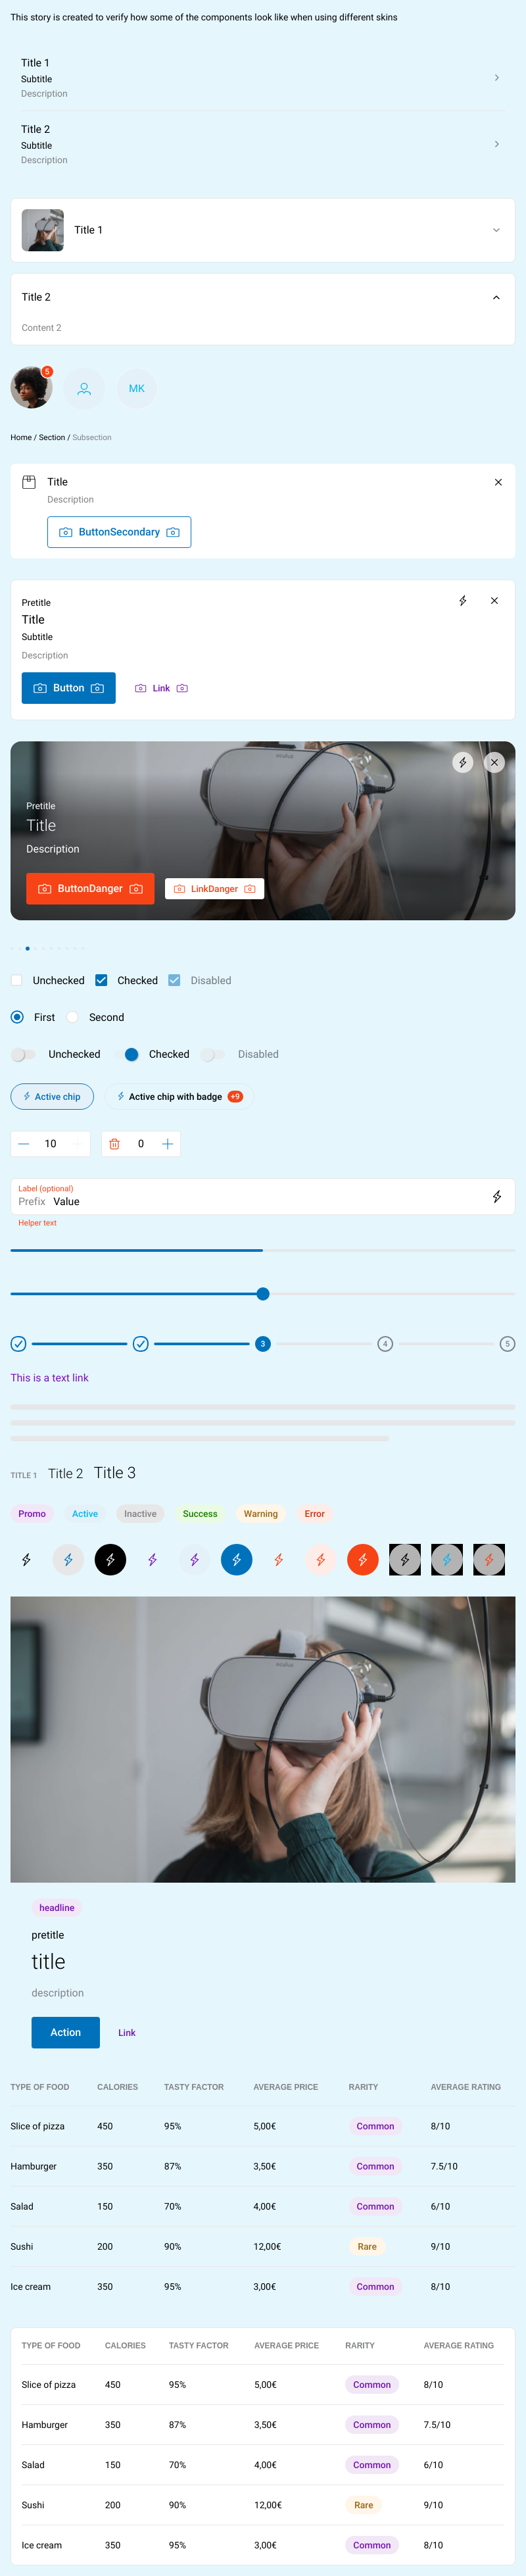 This story is created to verify how some of the components look like when using different skins
Title 1
Subtitle
Description
Title 2
Subtitle
Description
Title 1
Title 2
Content 2
5
MK
Home / Section / Subsection
Title
Description
ButtonSecondary
Pretitle
Title
Subtitle
Description
Button Link
oculus
Pretitle
Title
Description
ButtonDanger LinkDanger
Unchecked Checked Disabled
First Second
Unchecked Checked Disabled
Active chip Active chip with badge +9
10 0
Label (optional)
Prefix Value
Helper text
3 4 5
This is a text link
TITLE 1 Title 2 Title 3
Promo Active Inactive Success Warning Error
oculus
headline
pretitle
title
description
Action Link
TYPE OF FOOD CALORIES TASTY FACTOR AVERAGE PRICE RARITY AVERAGE RATING
Slice of pizza 450 95% 5,00€ Common 8/10
Hamburger 350 87% 3,50€ Common 7.5/10
Salad 150 70% 4,00€ Common 6/10
Sushi 200 90% 12,00€ Rare 9/10
Ice cream 350 95% 3,00€ Common 8/10
TYPE OF FOOD CALORIES TASTY FACTOR AVERAGE PRICE RARITY AVERAGE RATING
Slice of pizza 450 95% 5,00€ Common 8/10
Hamburger 350 87% 3,50€ Common 7.5/10
Salad 150 70% 4,00€ Common 6/10
Sushi 200 90% 12,00€ Rare 9/10
Ice cream 350 95% 3,00€ Common 8/10